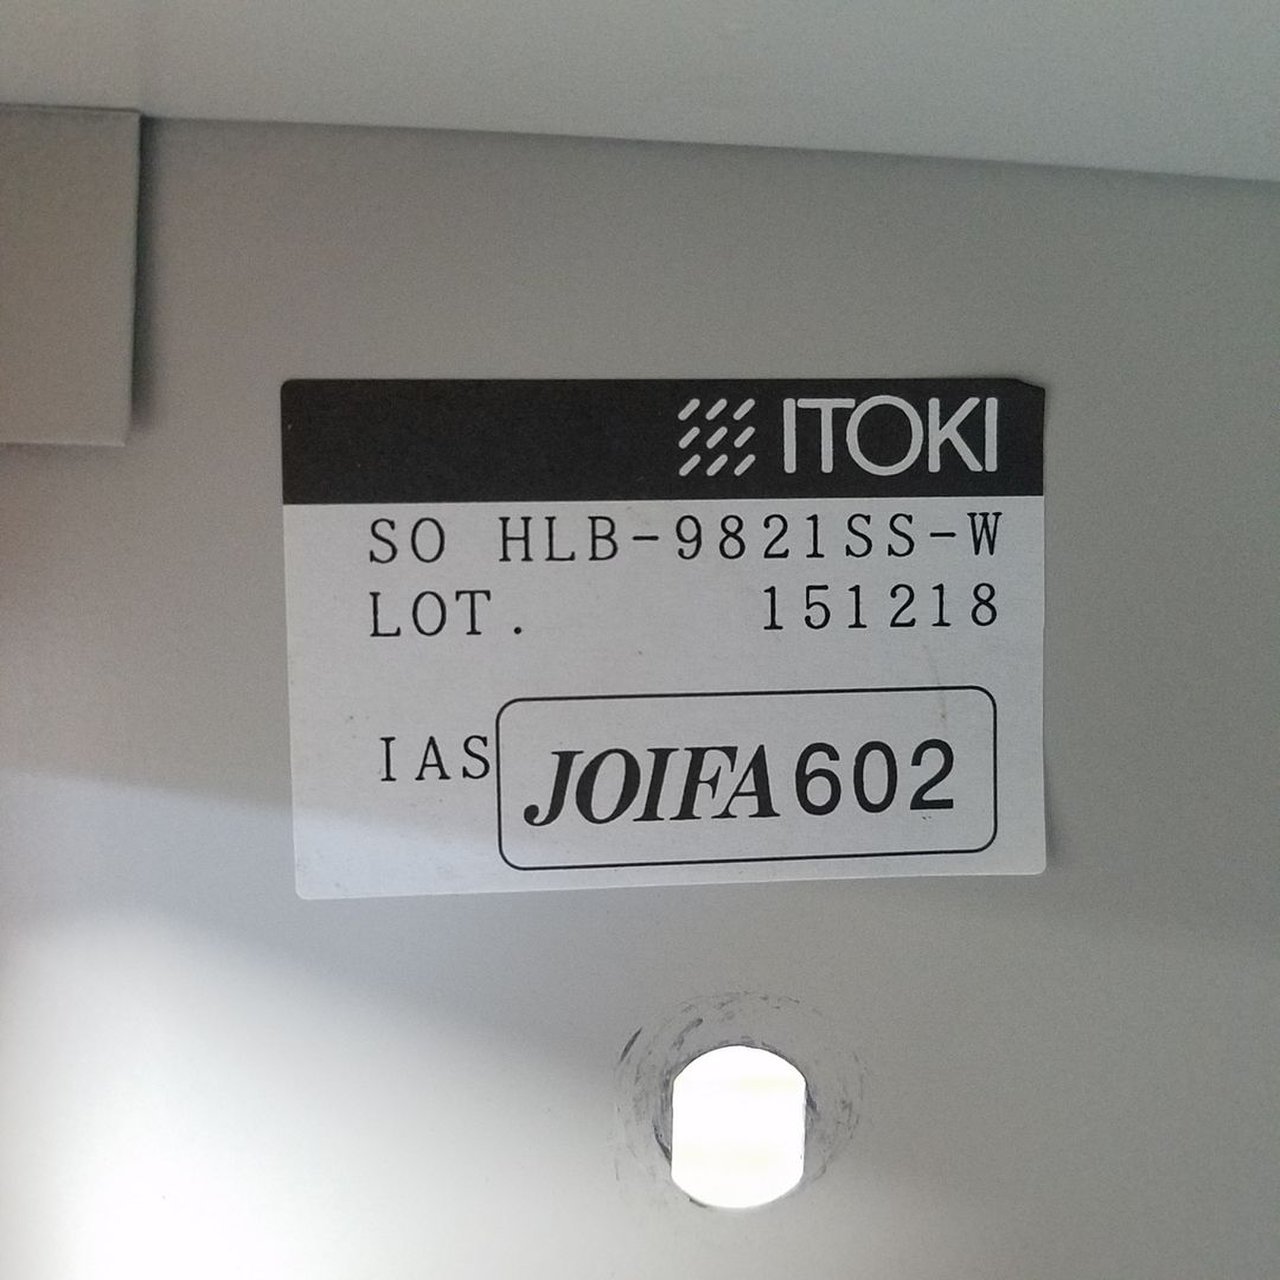 ITOKI
SO HLB-9821SS-W
LOT. 151218
IAS JOIFA602